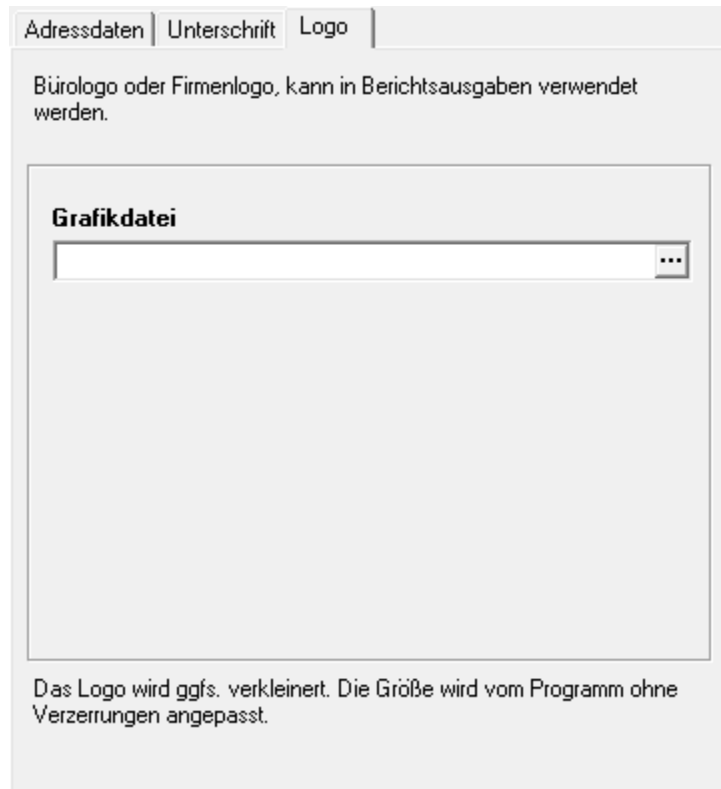 Adressdaten Unterschrift Logo
Bürologo oder Firmenlogo, kann in Berichtsausgaben verwendet
werden.
Grafikdatei
...
Das Logo wird ggfs. verkleinert. Die Größe wird vom Programm ohne
Verzerrungen angepasst.